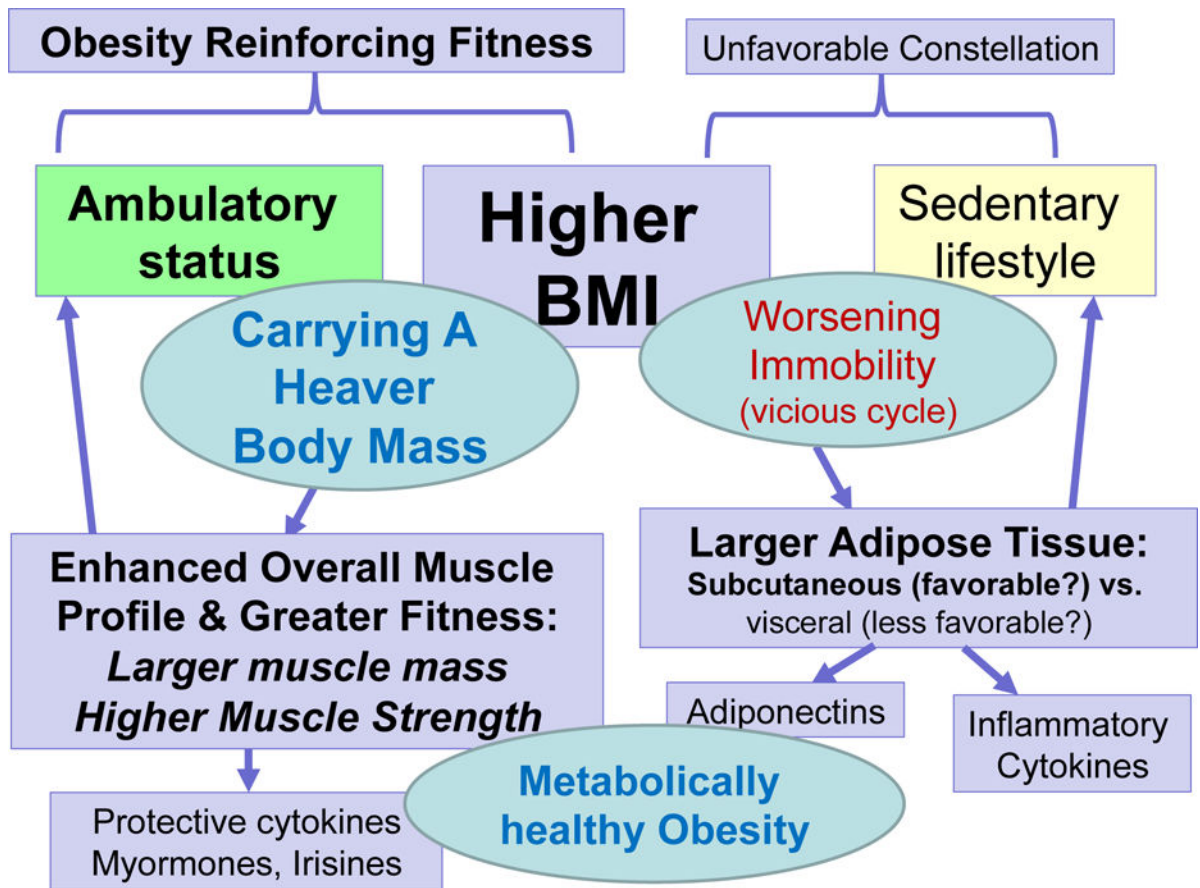 Obesity Reinforcing Fitness
Unfavorable Constellation
Ambulatory
status
Higher
BMI
Sedentary
lifestyle
Carrying A
Heaver
Body Mass
Worsening
Immobility
(vicious cycle)
Enhanced Overall Muscle
Profile & Greater Fitness:
Larger muscle mass
Higher Muscle Strength
Larger Adipose Tissue:
Subcutaneous (favorable?) vs.
visceral (less favorable?)
Adiponectins
Inflammatory
Cytokines
Metabolically
healthy Obesity
Protective cytokines
Myormones, Irisines